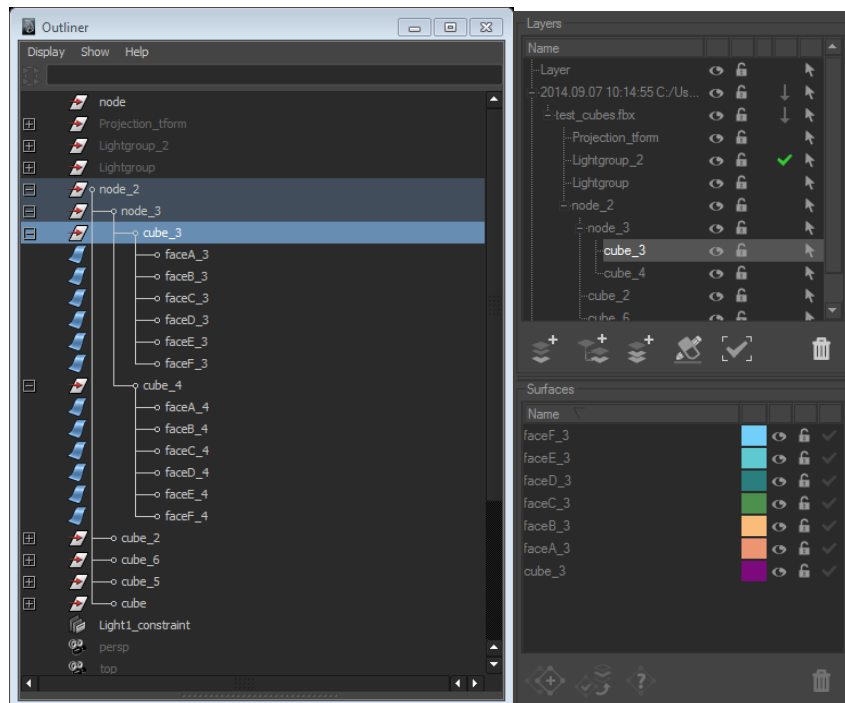 Outliner
Display Show Help
node
Projection_tform
Lightgroup_2
Lightgroup
node_2
node_3
cube_3
faceA_3
faceB_3
faceC_3
faceD_3
faceE_3
faceF_3
cube_4
faceA_4
faceB_4
faceC_4
faceD_4
faceE_4
faceF_4
cube_2
cube_6
cube_5
cube
Light1_constraint
persp
top
Layers
Name
Layer
2014.09.07 10:14:55 C:/Us...
test_cubes.fbx
Projection_tform
Lightgroup_2
Lightgroup
node_2
node_3
cube_3
cube_4
cube_2
cube_6
Surfaces
Name
faceF_3
faceE_3
faceD_3
faceC_3
faceB_3
faceA_3
cube_3